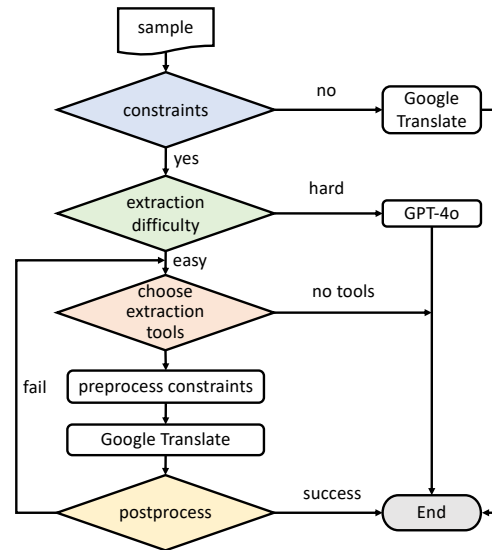 sample
constraints
no
Google
Translate
yes
extraction
difficulty
hard
GPT-4o
easy
choose
extraction
tools
no tools
preprocess constraints
fail
Google Translate
postprocess
success
End